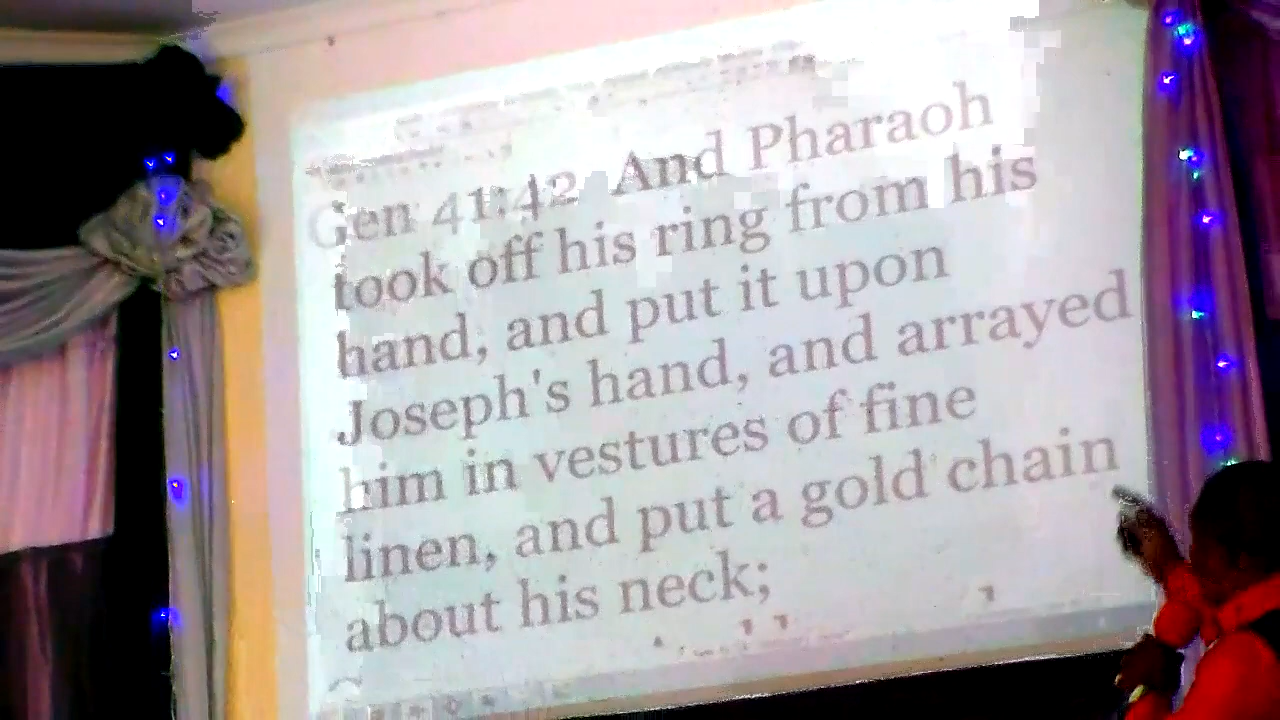 Gen 41:42 And Pharaoh
took off his ring from his
hand, and put it upon
Joseph's hand, and arrayed
him in vestures of fine
linen, and put a gold chain
about his neck;